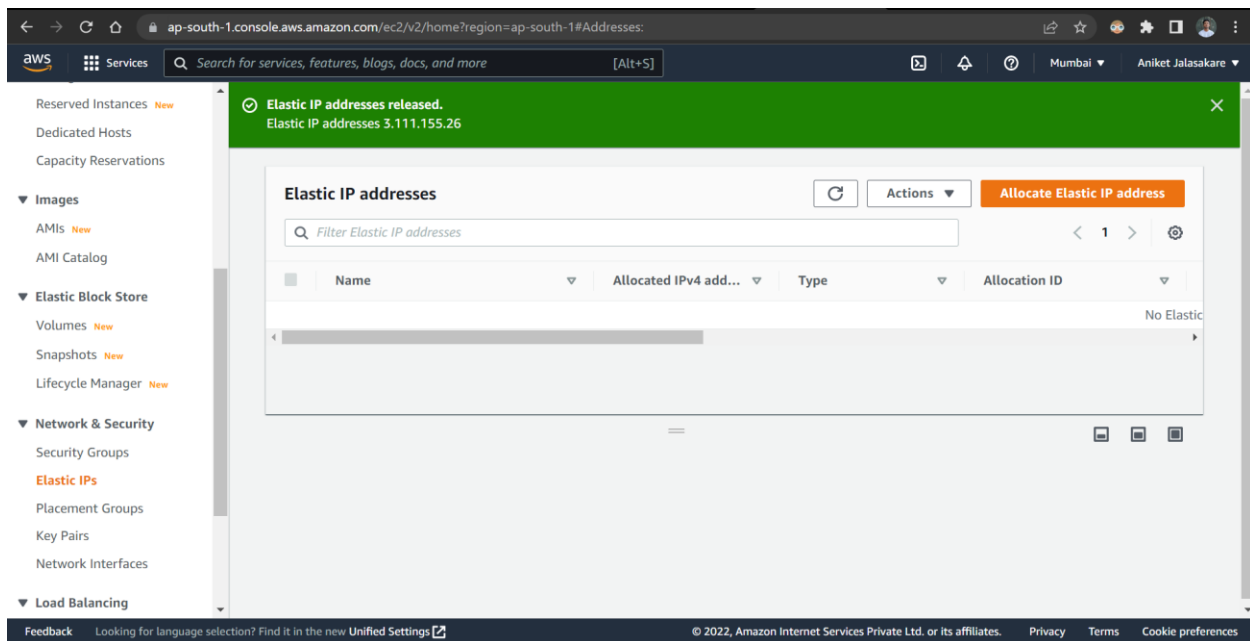 ap-south-1.console.aws.amazon.com/ec2/v2/home?region=ap-south-1#Addresses:
aws Services Search for services, features, blogs, docs, and more [Alt+S] Mumbai Aniket Jalasakare
Reserved Instances New
Dedicated Hosts
Capacity Reservations
Images
AMIs New
AMI Catalog
Elastic Block Store
Volumes New
Snapshots New
Lifecycle Manager New
Network & Security
Security Groups
Elastic IPs
Placement Groups
Key Pairs
Network Interfaces
Load Balancing
Elastic IP addresses released.
Elastic IP addresses 3.111.155.26
Elastic IP addresses Actions Allocate Elastic IP address
Filter Elastic IP addresses 1
Name Allocated IPv4 add... Type Allocation ID
No Elastic
Feedback Looking for language selection? Find it in the new Unified Settings © 2022, Amazon Internet Services Private Ltd. or its affiliates. Privacy Terms Cookie preferences